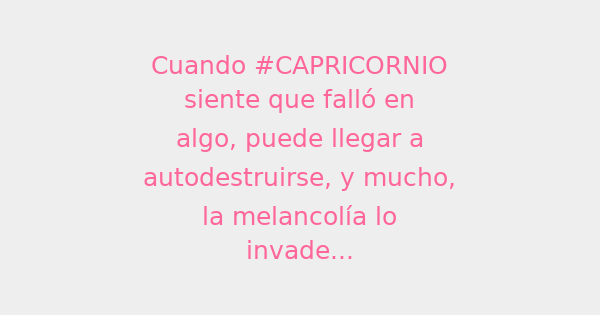 Cuando #CAPRICORNIO
siente que falló en
algo, puede llegar a
autodestruirse, y mucho,
la melancolía lo
invade...